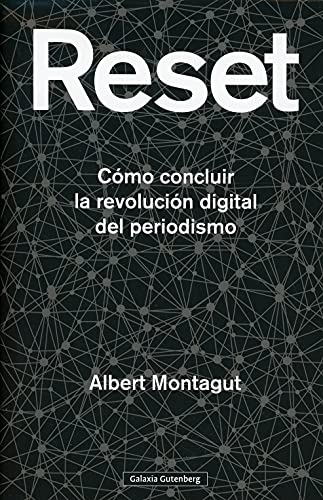 Reset
Cómo concluir
la revolución digital
del periodismo
Albert Montagut
Galaxia Gutenberg